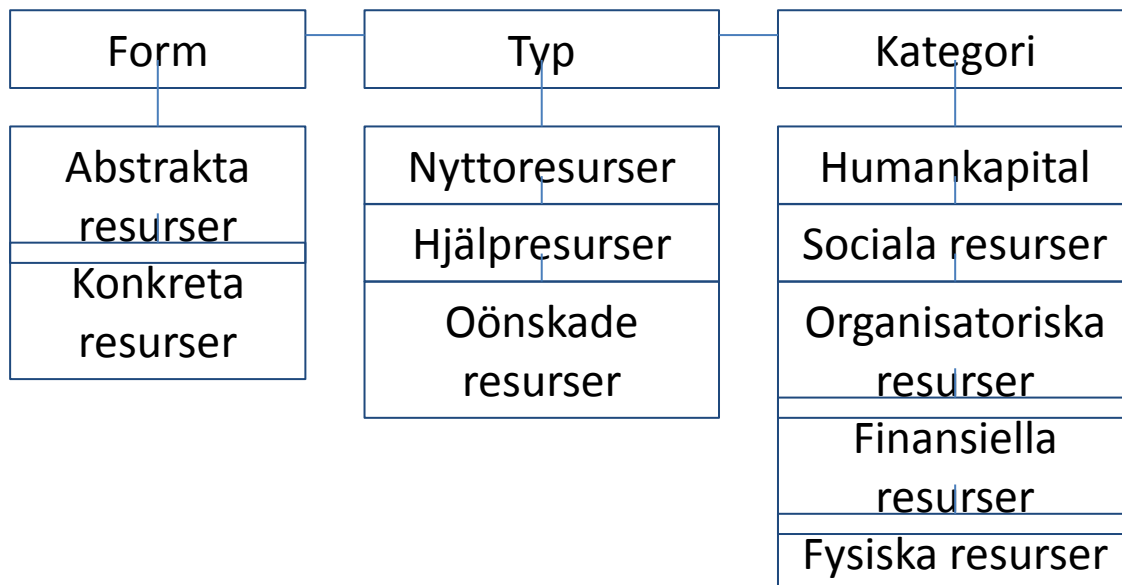 Form
Typ
Kategori
Abstrakta
resurser
Konkreta
resurser
Nyttoresurser
Hjälpresurser
Oönskade
resurser
Humankapital
Sociala resurser
Organisatoriska
resurser
Finansiella
resurser
Fysiska resurser